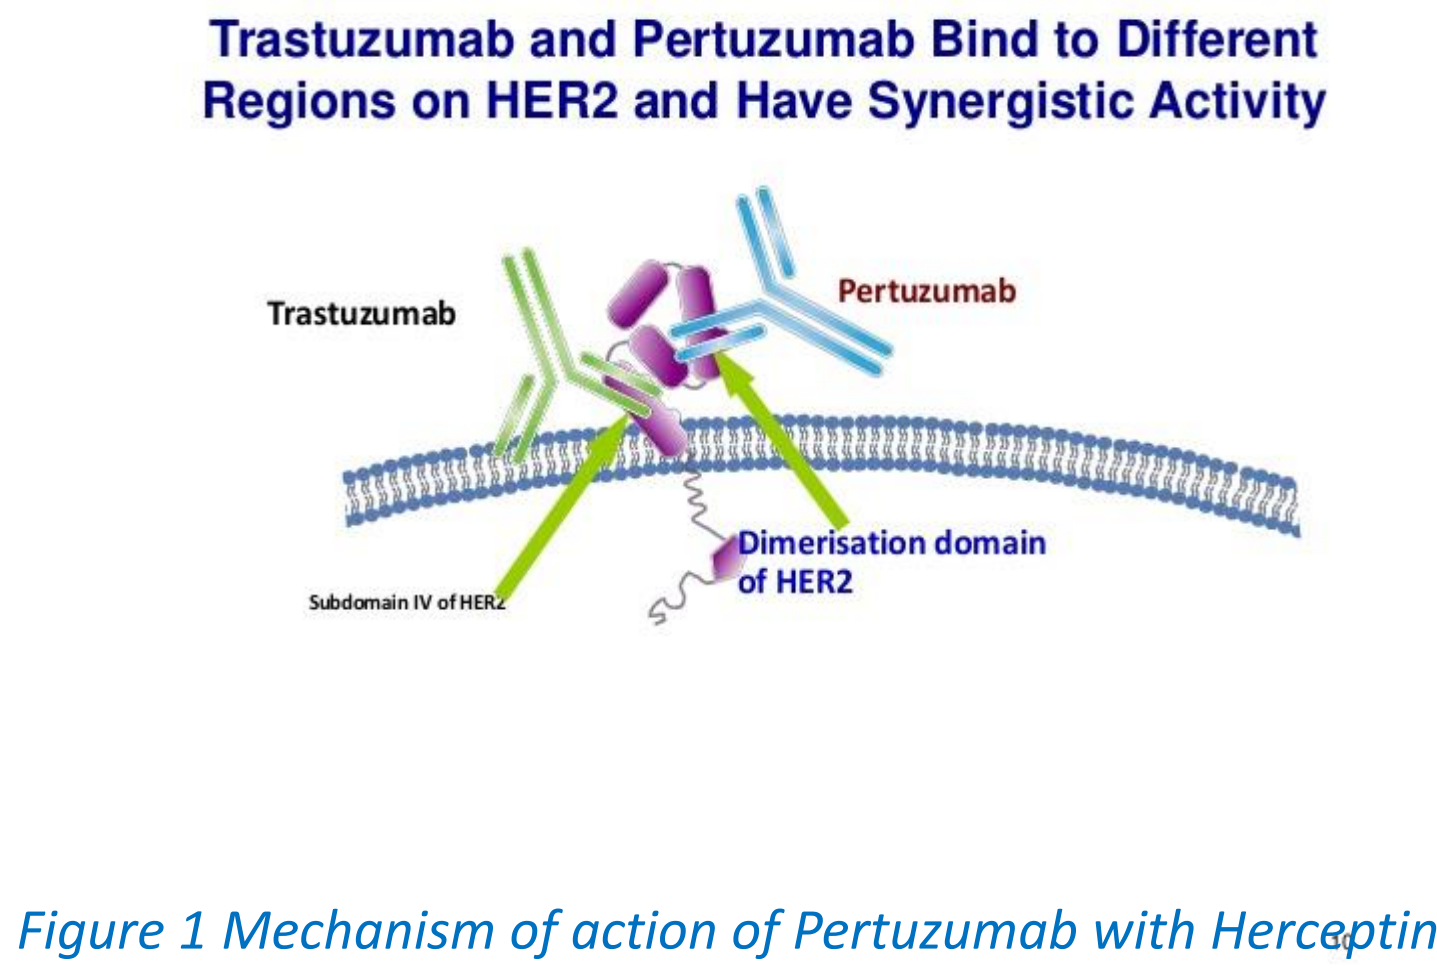 Trastuzumab and Pertuzumab Bind to Different
Regions on HER2 and Have Synergistic Activity
Trastuzumab
Pertuzumab
Dimerisation domain
of HER2
Subdomain IV of HER2
Figure 1 Mechanism of action of Pertuzumab with Herceptin
10